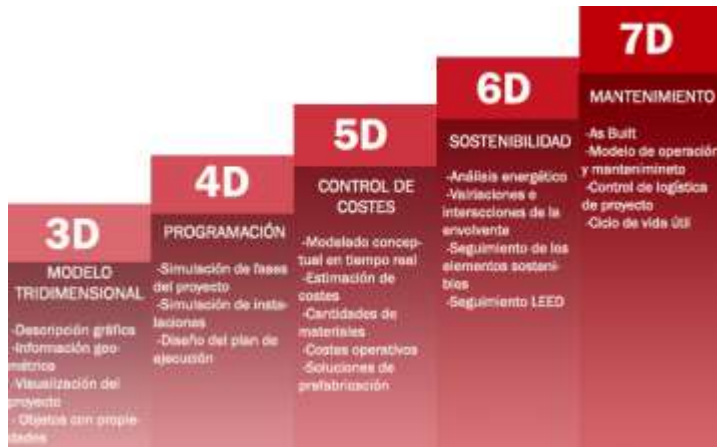 3D
MODELO
TRIDIMENSIONAL
-Descripción gráfica
-Información geo-
métrica
-Visualización del
proyecto
- Objetos con propie-
dades
4D
PROGRAMACIÓN
-Simulación de fases
del proyecto
-Simulación de insta-
laciones
-Diseño del plan de
ejecución
5D
CONTROL DE
COSTES
-Modelado concep-
tual en tiempo real
-Estimación de
costes
-Cantidades de
materiales
-Costes operativos
-Soluciones de
prefabricación
6D
SOSTENIBILIDAD
-Análisis energético
-Vairiaciones e
interacciones de la
envolvente
-Seguimiento de los
elementos sosteni-
bles
-Seguimiento LEED
7D
MANTENIMIENTO
-As Built
-Modelo de operación
y mantenimineto
-Control de logística
de proyecto
-Ciclo de vida útil